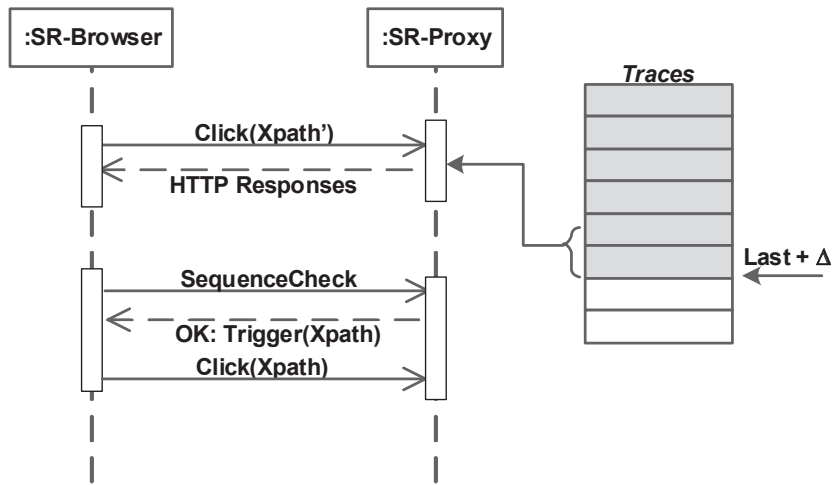 :SR-Browser
:SR-Proxy
Traces
Click(Xpath’)
HTTP Responses
Last + Δ
SequenceCheck
OK: Trigger(Xpath)
Click(Xpath)